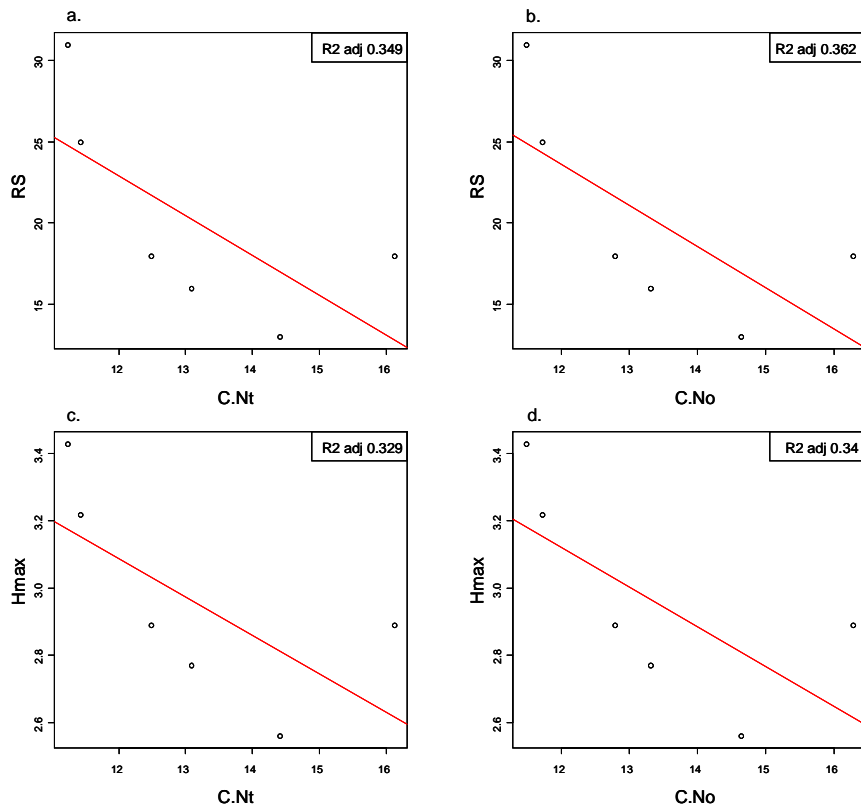 a.
R2 adj 0.349
RS
30
25
20
15
12 13 14 15 16
C.Nt
b.
R2 adj 0.362
RS
30
25
20
15
12 13 14 15 16
C.No
c.
R2 adj 0.329
Hmax
3.4
3.2
3.0
2.8
2.6
12 13 14 15 16
C.Nt
d.
R2 adj 0.34
Hmax
3.4
3.2
3.0
2.8
2.6
12 13 14 15 16
C.No